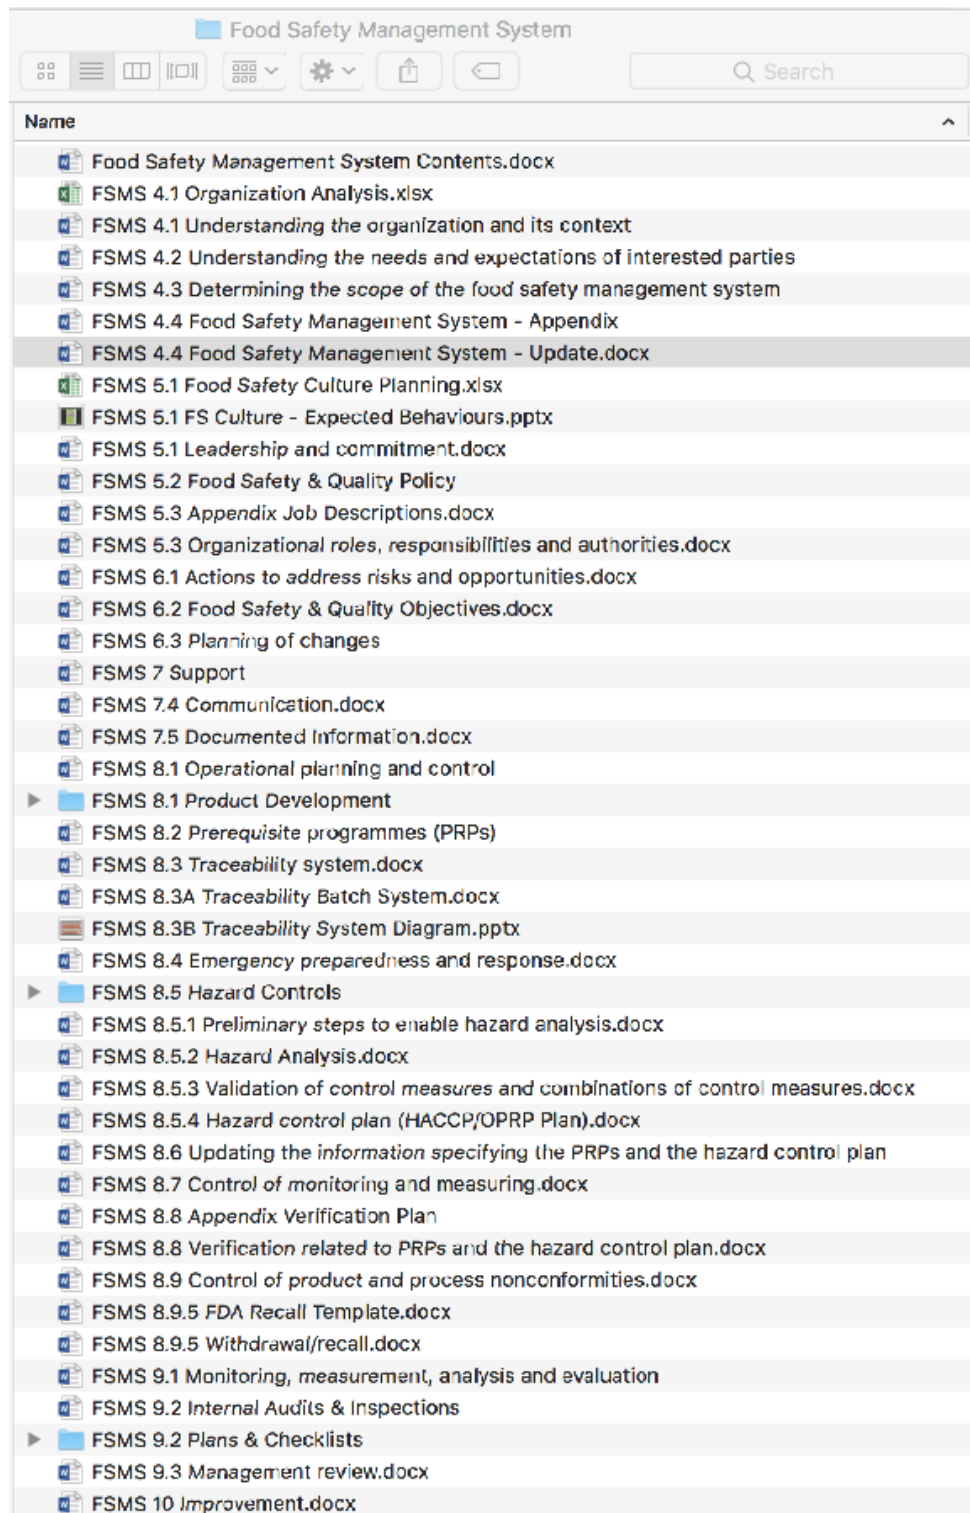 Food Safety Management System
Search
Name
Food Safety Management System Contents.docx
FSMS 4.1 Organization Analysis.xlsx
FSMS 4.1 Understanding the organization and its context
FSMS 4.2 Understanding the needs and expectations of interested parties
FSMS 4.3 Determining the scope of the food safety management system
FSMS 4.4 Food Safety Management System - Appendix
FSMS 4.4 Food Safety Management System - Update.docx
FSMS 5.1 Food Safety Culture Planning.xlsx
FSMS 5.1 FS Culture - Expected Behaviours.pptx
FSMS 5.1 Leadership and commitment.docx
FSMS 5.2 Food Safety & Quality Policy
FSMS 5.3 Appendix Job Descriptions.docx
FSMS 5.3 Organizational roles, responsibilities and authorities.docx
FSMS 6.1 Actions to address risks and opportunities.docx
FSMS 6.2 Food Safety & Quality Objectives.docx
FSMS 6.3 Planning of changes
FSMS 7 Support
FSMS 7.4 Communication.docx
FSMS 7.5 Documented Information.docx
FSMS 8.1 Operational planning and control
FSMS 8.1 Product Development
FSMS 8.2 Prerequisite programmes (PRPs)
FSMS 8.3 Traceability system.docx
FSMS 8.3A Traceability Batch System.docx
FSMS 8.3B Traceability System Diagram.pptx
FSMS 8.4 Emergency preparedness and response.docx
FSMS 8.5 Hazard Controls
FSMS 8.5.1 Preliminary steps to enable hazard analysis.docx
FSMS 8.5.2 Hazard Analysis.docx
FSMS 8.5.3 Validation of control measures and combinations of control measures.docx
FSMS 8.5.4 Hazard control plan (HACCP/OPRP Plan).docx
FSMS 8.6 Updating the information specifying the PRPs and the hazard control plan
FSMS 8.7 Control of monitoring and measuring.docx
FSMS 8.8 Appendix Verification Plan
FSMS 8.8 Verification related to PRPs and the hazard control plan.docx
FSMS 8.9 Control of product and process nonconformities.docx
FSMS 8.9.5 FDA Recall Template.docx
FSMS 8.9.5 Withdrawal/recall.docx
FSMS 9.1 Monitoring, measurement, analysis and evaluation
FSMS 9.2 Internal Audits & Inspections
FSMS 9.2 Plans & Checklists
FSMS 9.3 Management review.docx
FSMS 10 Improvement.docx